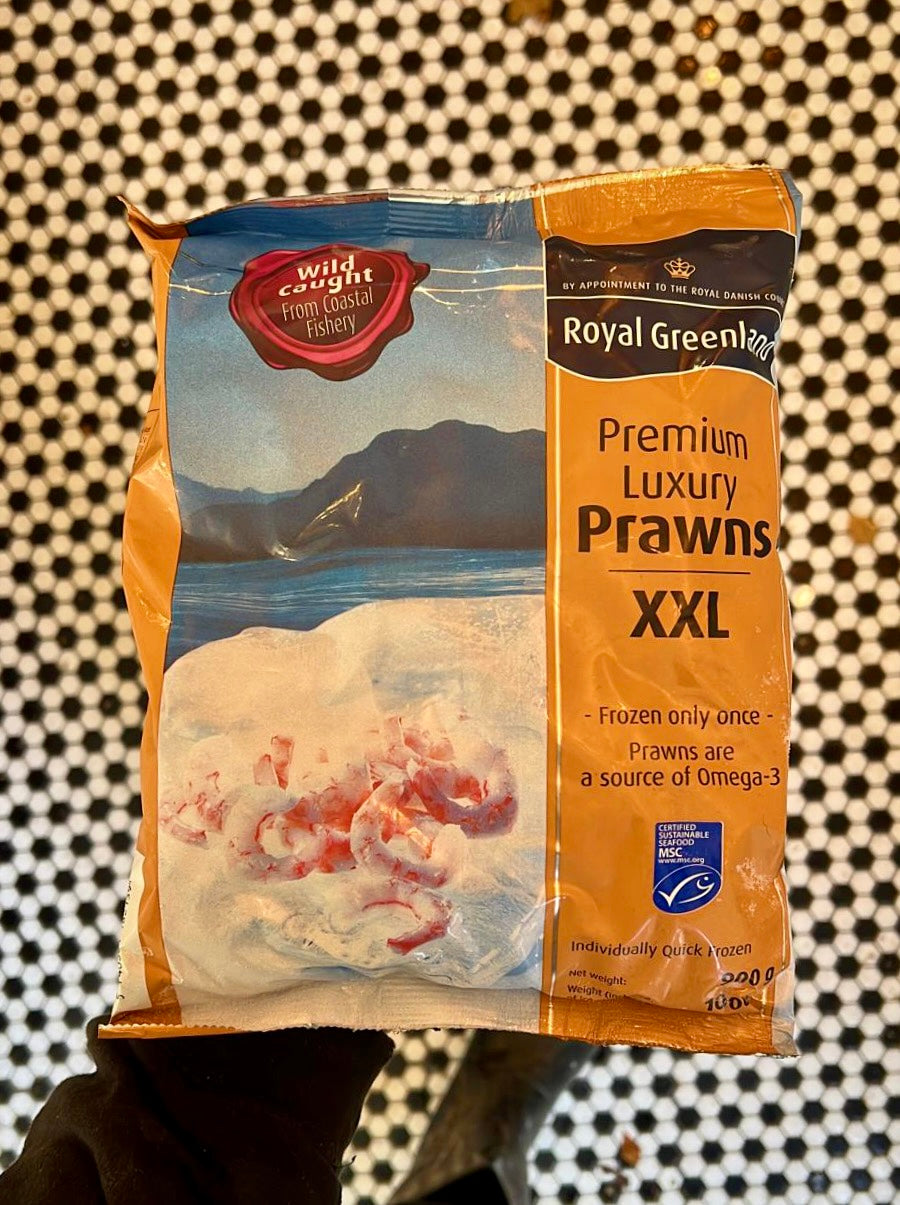 Wild
caught
From Coastal
Fishery
BY APPOINTMENT TO THE ROYAL DANISH
Royal Greenland
Premium
Luxury
Prawns
XXL
- Frozen only once -
Prawns are
a source of Omega-3
CERTIFIED
SUSTAINABLE
SEAFOOD
MSC
www.msc.org
Individually Quick Frozen
Net weight: 900 g
Weight